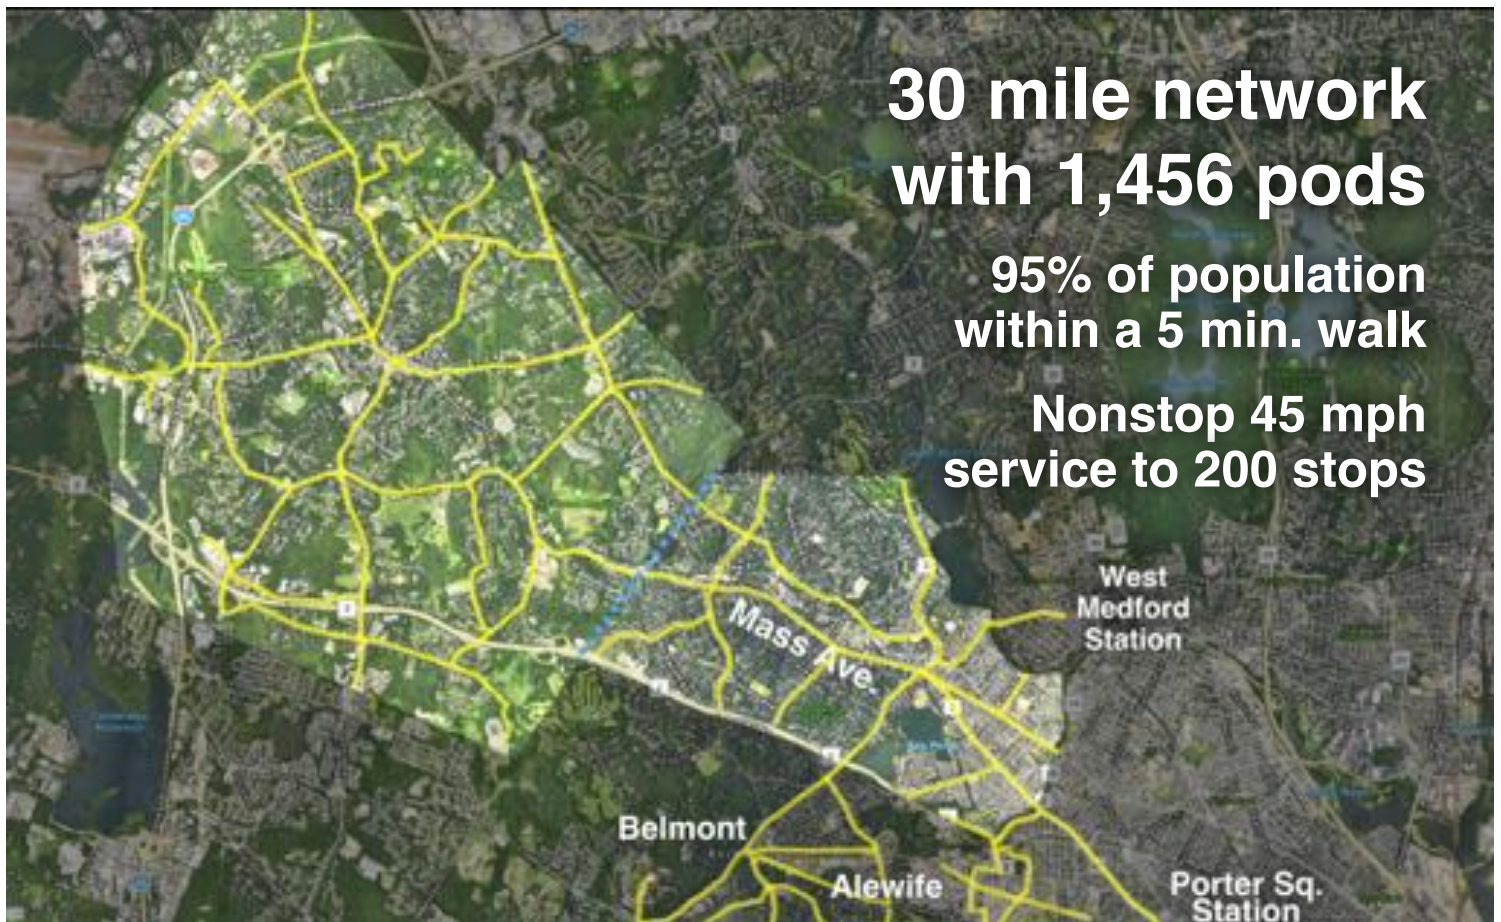 30 mile network
with 1,456 pods
95% of population
within a 5 min. walk
Nonstop 45 mph
service to 200 stops
West
Medford
Station
Mass Ave.
Belmont
Alewife
Porter Sq.
Station